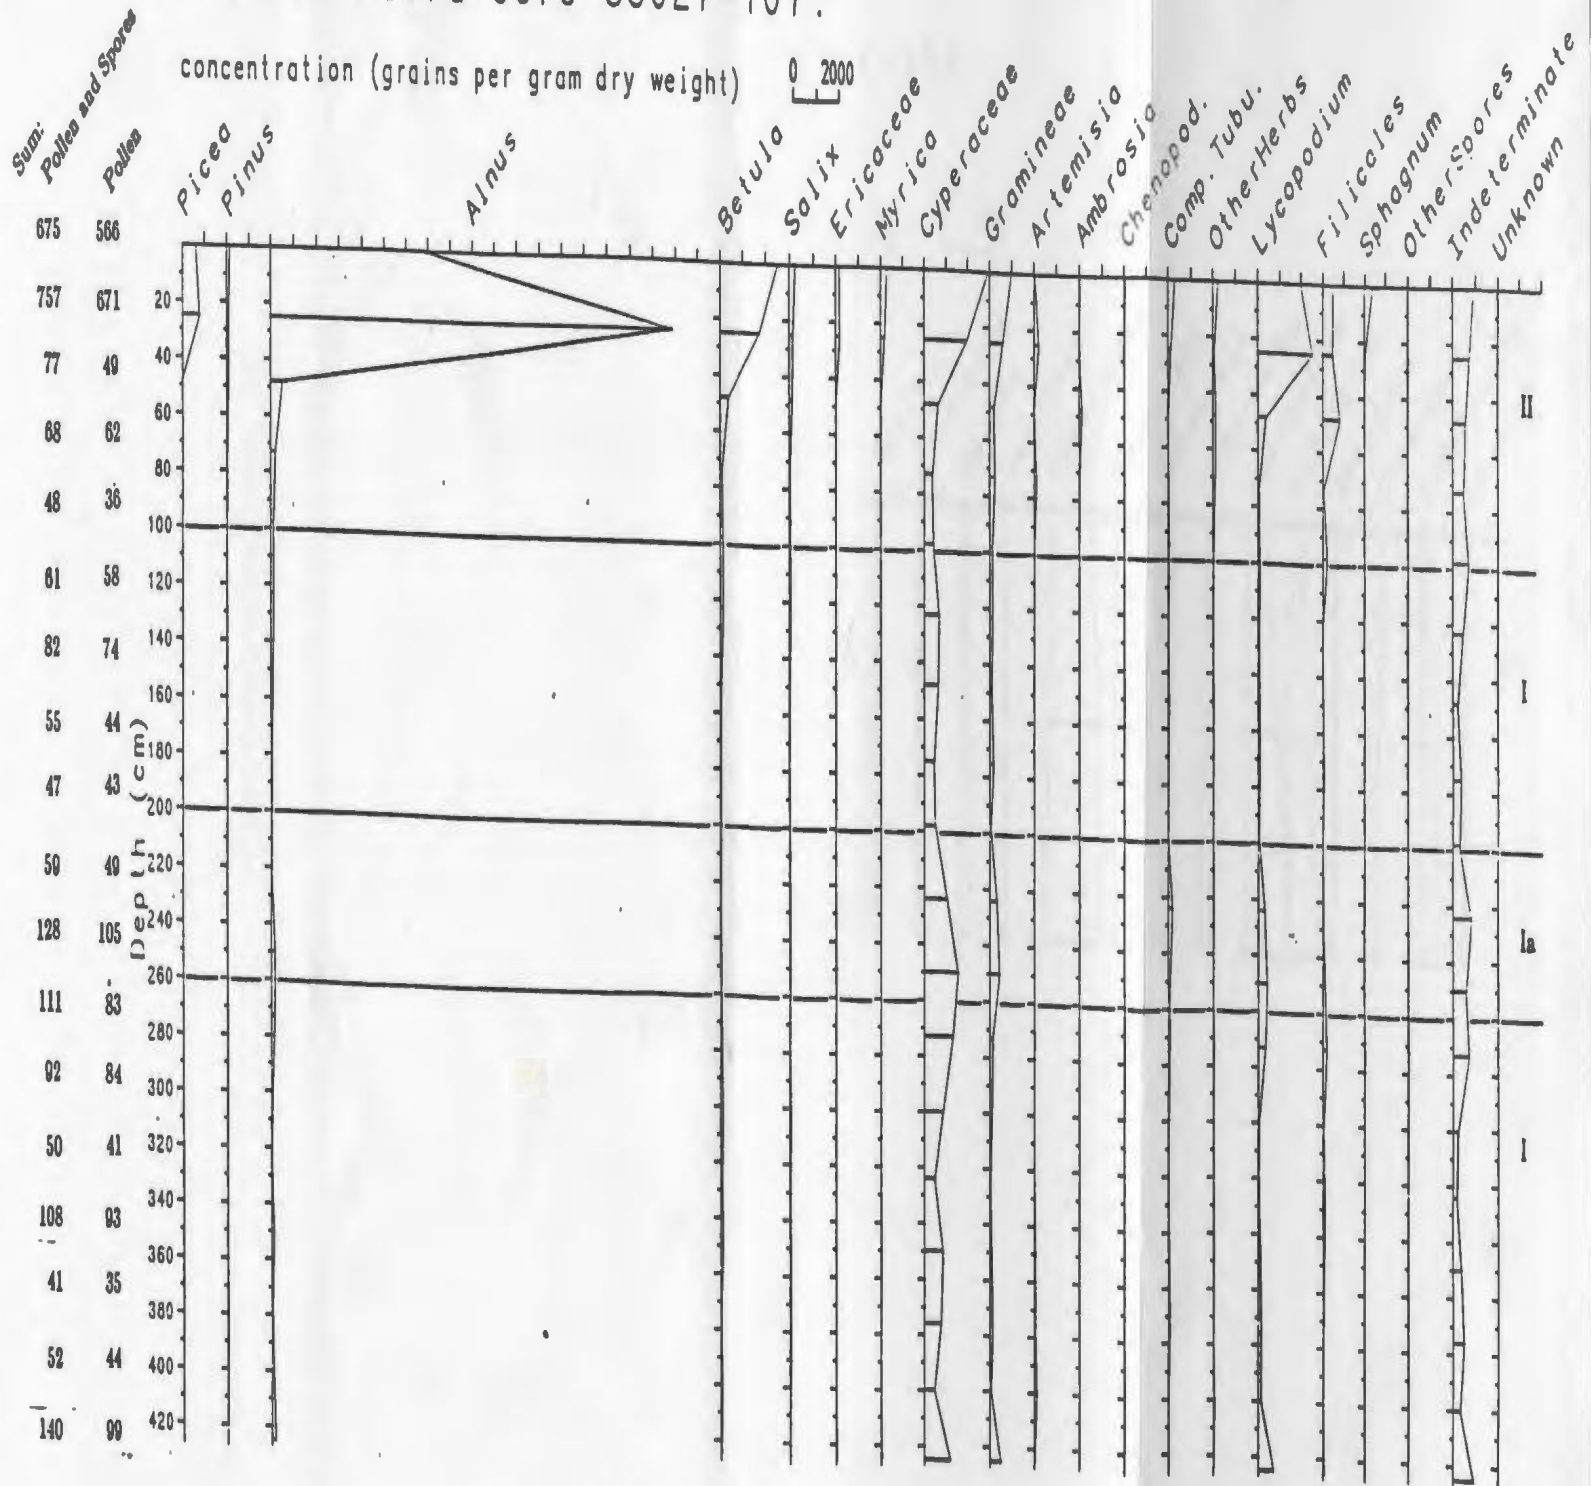 concentration (grains per gram dry weight)
0 2000
Sum:
Pollen and Spores
Pollen
Picea
Pinus
Alnus
Betula
Salix
Ericaceae
Myrica
Cyperaceae
Gramineae
Artemisia
Ambrosia
Chenopod.
Comp. Tubu.
OtherHerbs
Lycopodium
Filicales
Sphagnum
OtherSpores
Indeterminate
Unknown
675 566
757 671
77 49
68 62
48 36
61 58
82 74
55 44
47 43
59 49
128 105
111 83
92 84
50 41
108 93
41 35
52 44
140 99
Depth (cm)
20
40
60
80
100
120
140
160
180
200
220
240
260
280
300
320
340
360
380
400
420
II
I
Ia
I